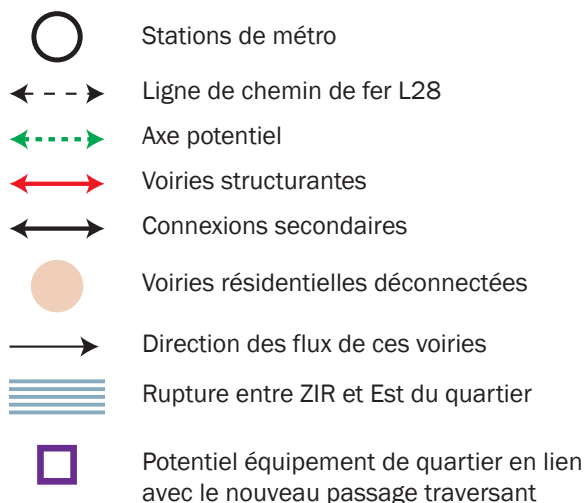 Stations de métro
Ligne de chemin de fer L28
Axe potentiel
Voiries structurantes
Connexions secondaires
Voiries résidentielles déconnectées
Direction des flux de ces voiries
Rupture entre ZIR et Est du quartier
Potentiel équipement de quartier en lien
avec le nouveau passage traversant